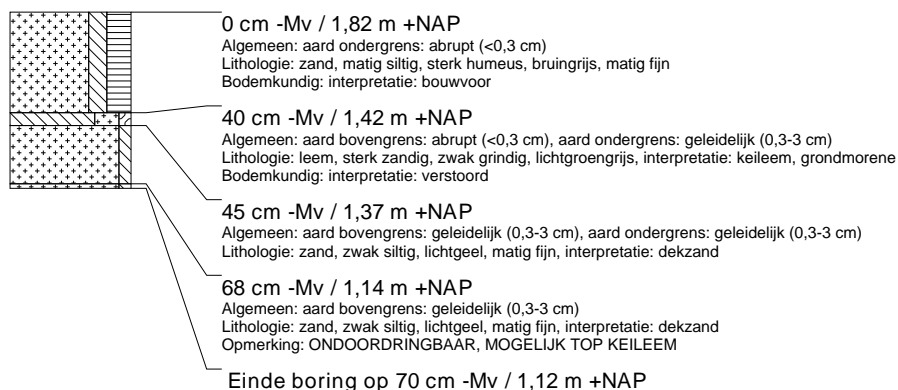 0 cm -Mv / 1,82 m +NAP
Algemeen: aard ondergrens: abrupt (<0,3 cm)
Lithologie: zand, matig siltig, sterk humeus, bruingrijs, matig fijn
Bodemkundig: interpretatie: bouwvoor
40 cm -Mv / 1,42 m +NAP
Algemeen: aard bovengrens: abrupt (<0,3 cm), aard ondergrens: geleidelijk (0,3-3 cm)
Lithologie: leem, sterk zandig, zwak grindig, lichtgroengrijs, interpretatie: keileem, grondmorene
Bodemkundig: interpretatie: verstoord
45 cm -Mv / 1,37 m +NAP
Algemeen: aard bovengrens: geleidelijk (0,3-3 cm), aard ondergrens: geleidelijk (0,3-3 cm)
Lithologie: zand, zwak siltig, lichtgeel, matig fijn, interpretatie: dekzand
68 cm -Mv / 1,14 m +NAP
Algemeen: aard bovengrens: geleidelijk (0,3-3 cm)
Lithologie: zand, zwak siltig, lichtgeel, matig fijn, interpretatie: dekzand
Opmerking: ONDOORDRINGBAAR, MOGELIJK TOP KEILEEM
Einde boring op 70 cm -Mv / 1,12 m +NAP